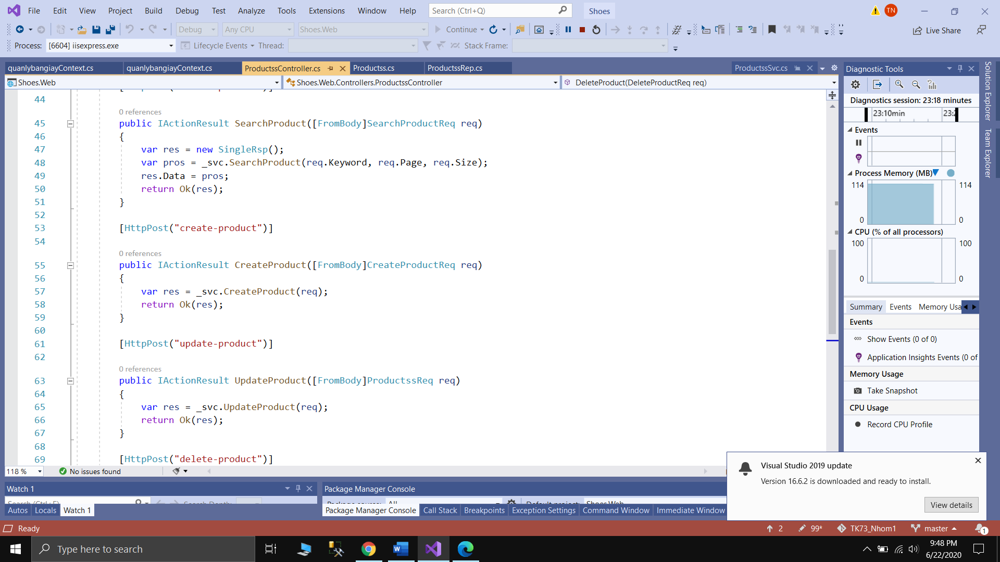 File Edit View Project Build Debug Test Analyze Tools Extensions Window Help Search (Ctrl+Q) Shoes TN
Debug Any CPU Shoes.Web Continue Live Share
Process: [6604] iisexpress.exe Lifecycle Events Thread: Stack Frame:
quanlybangiayContext.cs quanlybangiayContext.cs ProductssController.cs Productss.cs ProductssRep.cs ProductssSvc.cs
Shoes.Web Shoes.Web.Controllers.ProductssController DeleteProduct(DeleteProductReq req)
44
0 references
45 public IActionResult SearchProduct([FromBody]SearchProductReq req)
46 {
47 var res = new SingleRsp();
48 var pros = _svc.SearchProduct(req.Keyword, req.Page, req.Size);
49 res.Data = pros;
50 return Ok(res);
51 }
52
53 [HttpPost("create-product")]
54
0 references
55 public IActionResult CreateProduct([FromBody]CreateProductReq req)
56 {
57 var res = _svc.CreateProduct(req);
58 return Ok(res);
59 }
60
61 [HttpPost("update-product")]
62
0 references
63 public IActionResult UpdateProduct([FromBody]ProductssReq req)
64 {
65 var res = _svc.UpdateProduct(req);
66 return Ok(res);
67 }
68
69 [HttpPost("delete-product")]
118 % No issues found
Diagnostic Tools
Diagnostics session: 23:18 minutes
23:10min 23:2
Events
Process Memory (MB)
114 114
0 0
CPU (% of all processors)
100 100
0 0
Summary Events Memory Usa
Events
Show Events (0 of 0)
Application Insights Events (0 of
Memory Usage
Take Snapshot
CPU Usage
Record CPU Profile
Solution Explorer
Team Explorer
Visual Studio 2019 update
Version 16.6.2 is downloaded and ready to install.
View details
Watch 1
Search (Ctrl+E) Search Depth:
Autos Locals Watch 1
Package Manager Console
Package source: All Default project: Shoes.Web
Package Manager Console Call Stack Breakpoints Exception Settings Command Window Immediate Window
Ready 2 99* TK73_Nhom1 master 1
Type here to search
9:48 PM
6/22/2020